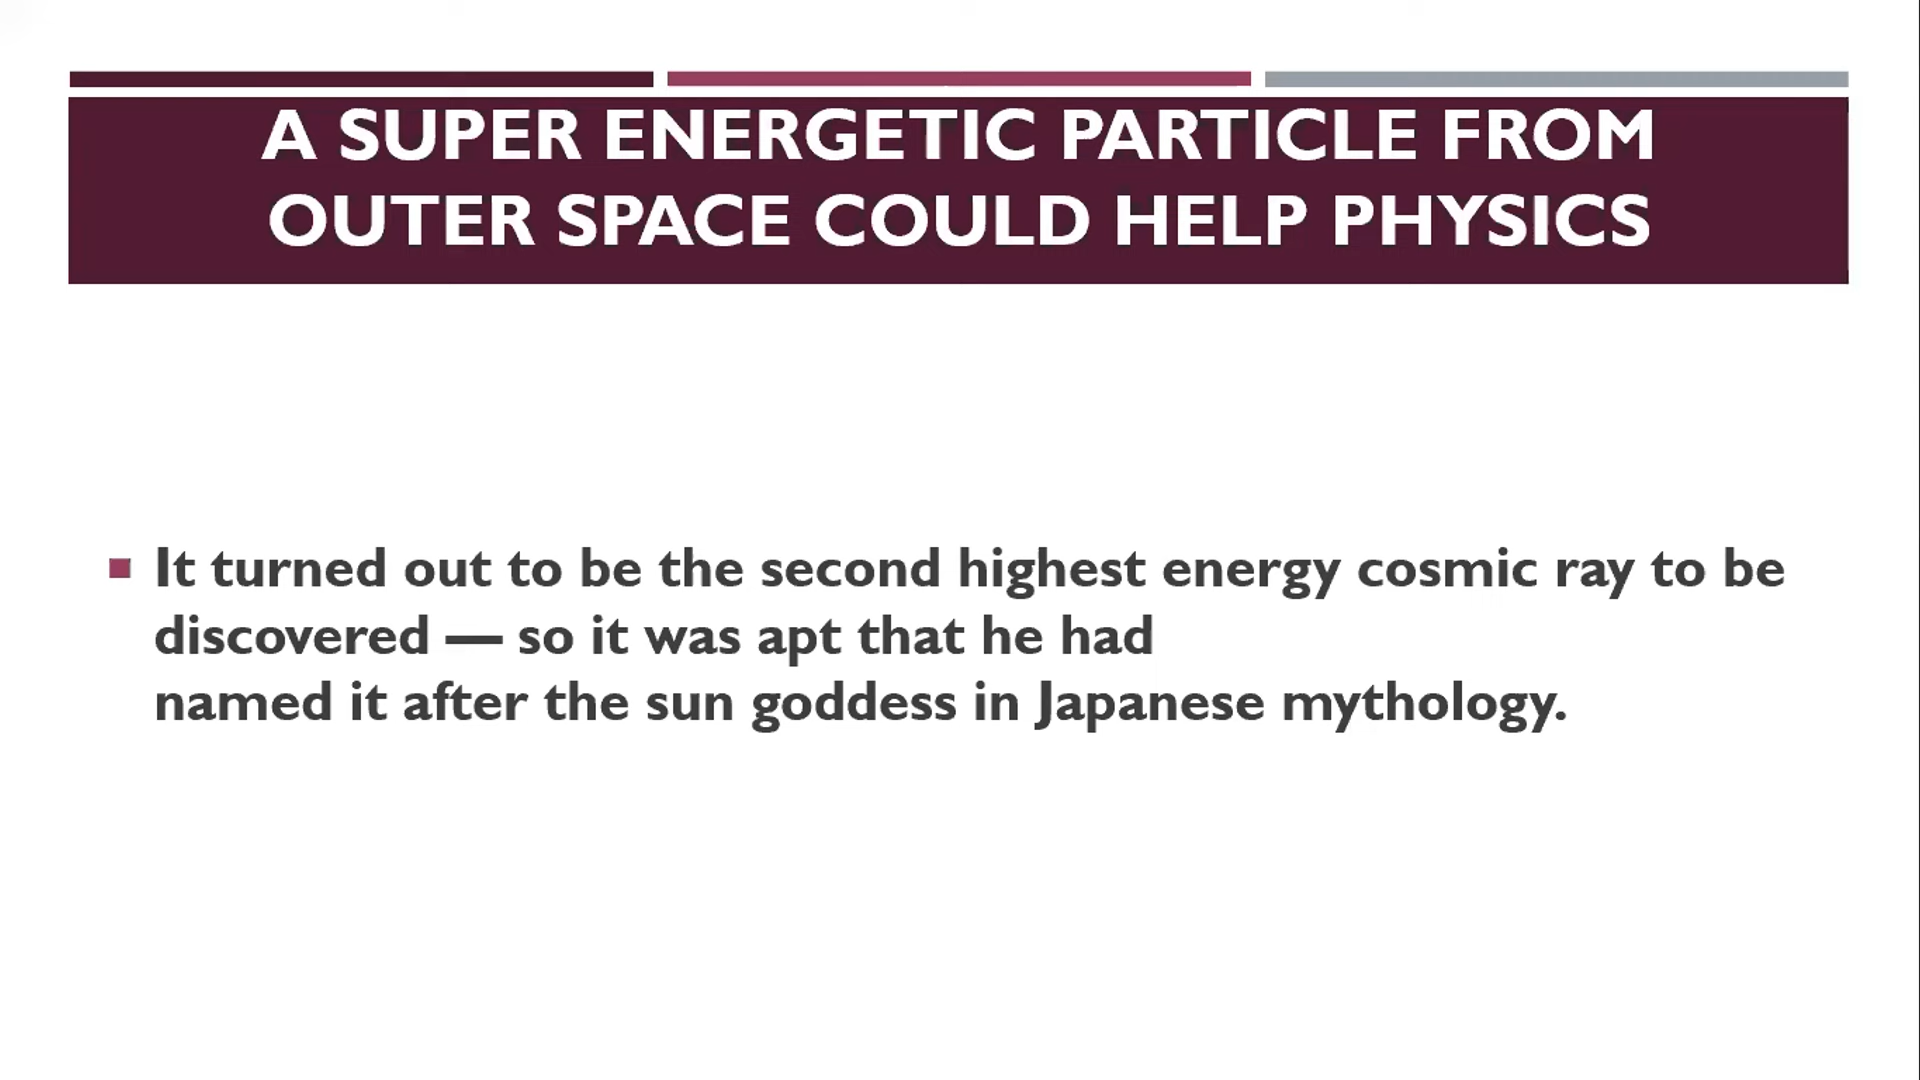 A SUPER ENERGETIC PARTICLE FROM
OUTER SPACE COULD HELP PHYSICS
It turned out to be the second highest energy cosmic ray to be
discovered — so it was apt that he had
named it after the sun goddess in Japanese mythology.